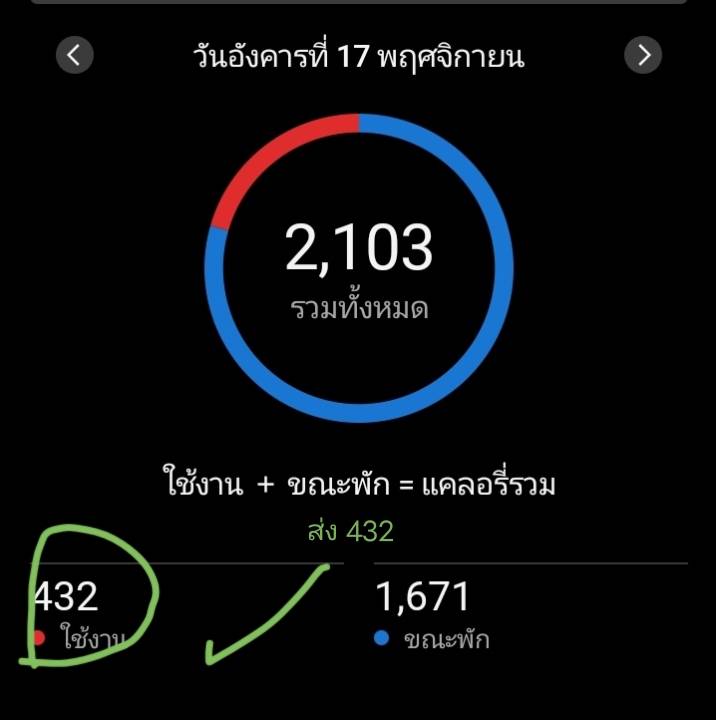 วันอังคารที่ 17 พฤศจิกายน
2,103
รวมทั้งหมด
ใช้งาน + ขณะพัก = แคลอรี่รวม
ส่ง 432
432
ใช้งาน
1,671
ขณะพัก